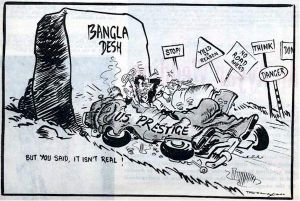 BANGLA
DESH
STOP!
YIELD
TO
REASON
NO
ROAD
AHEAD
THINK
DON
DANGER
US PRESTIGE
BUT YOU SAID, IT ISN'T REAL!